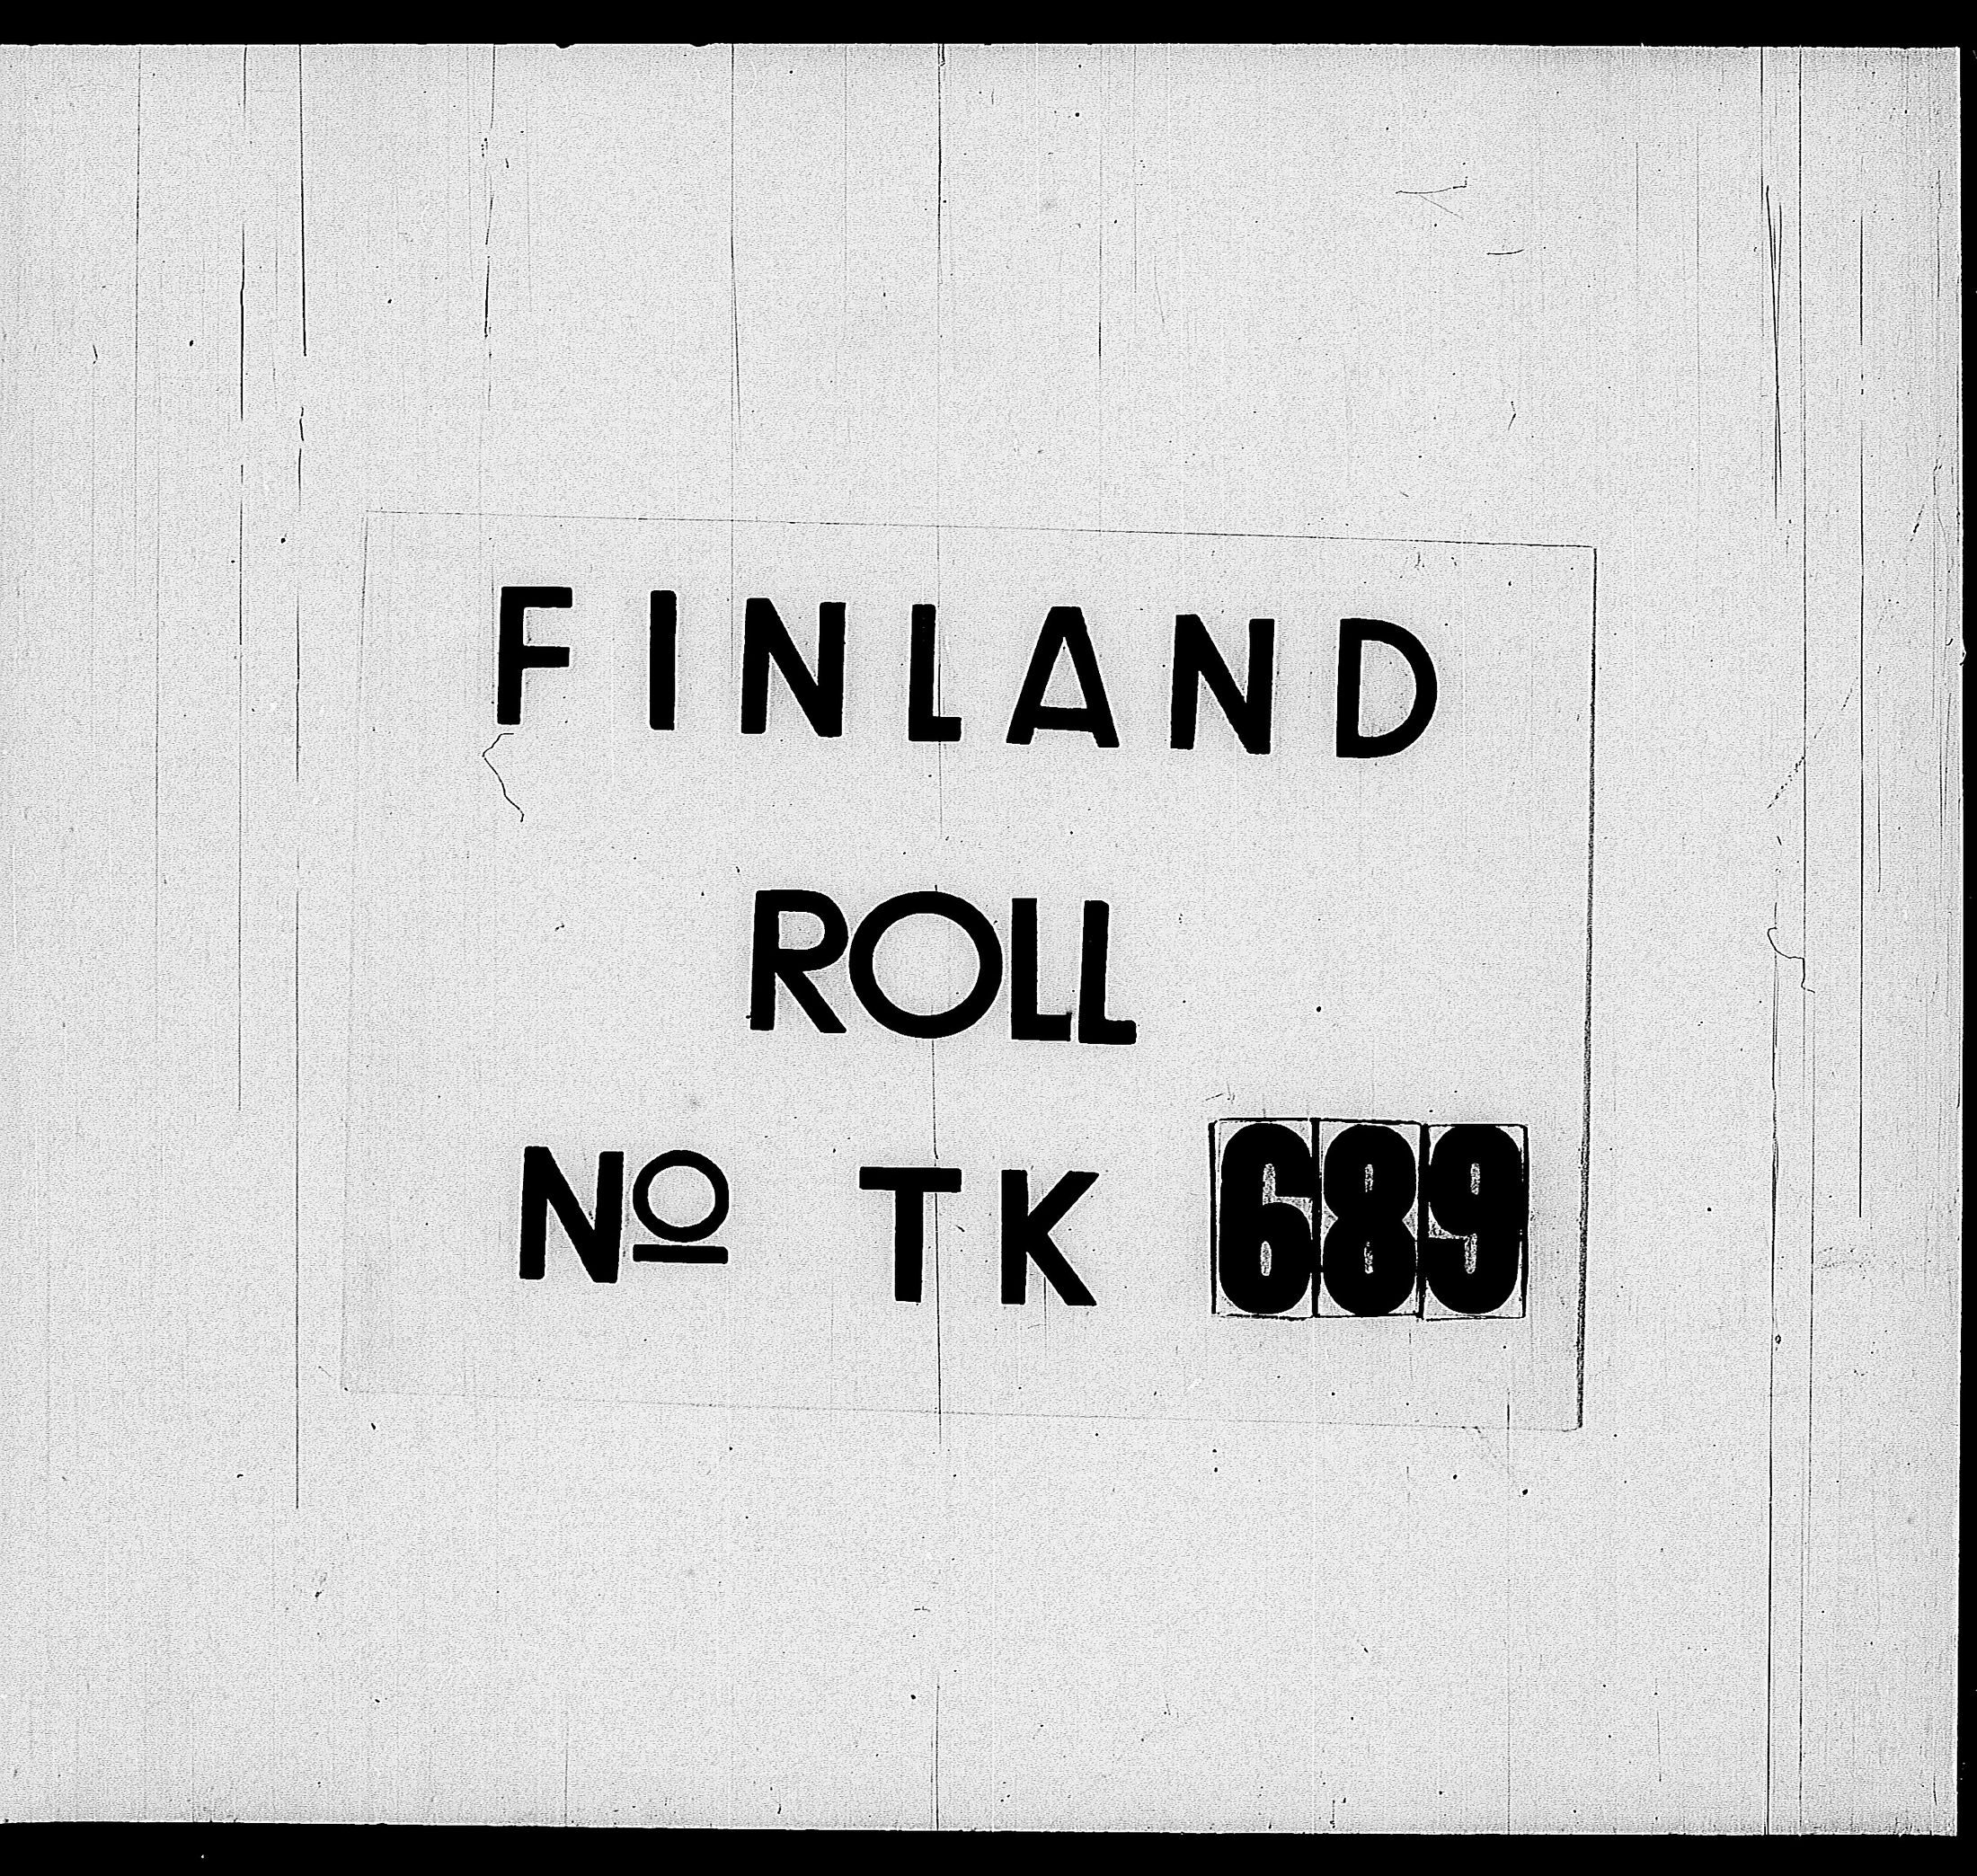 FINLAND
ROLL
Nº TK 689